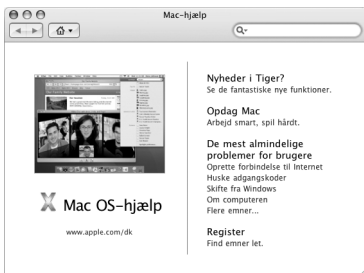 Mac-hjælp
Mac OS-hjælp
www.apple.com/dk
Nyheder i Tiger?
Se de fantastiske nye funktioner.
Opdag Mac
Arbejd smart, spil hårdt.
De mest almindelige
problemer for brugere
Oprette forbindelse til Internet
Huske adgangskoder
Skifte fra Windows
Om computeren
Flere emner...
Register
Find emner let.